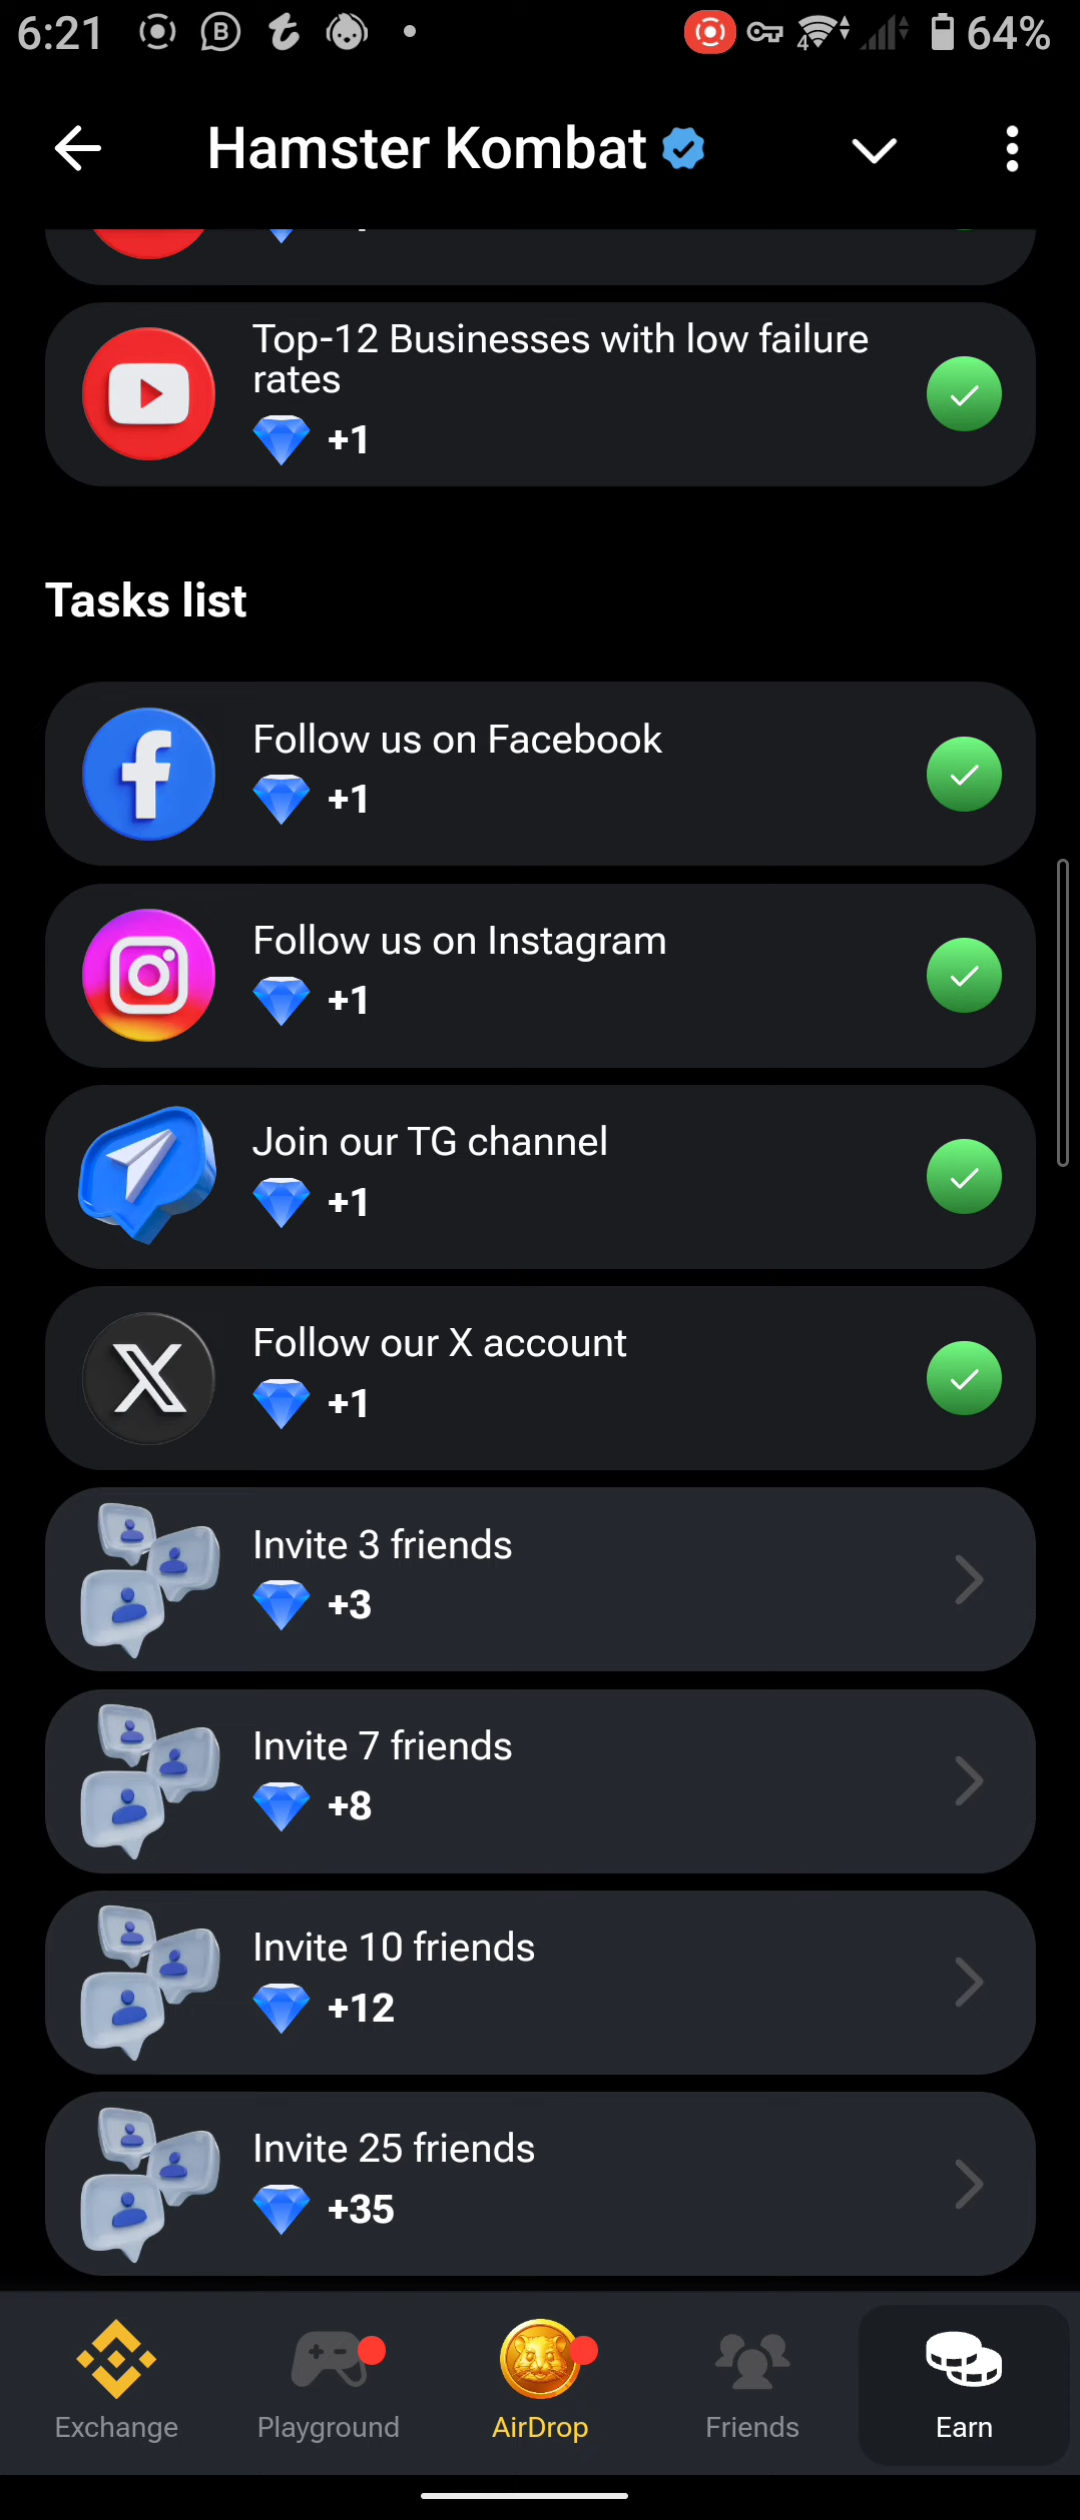 6:21
64%
Hamster Kombat
Top-12 Businesses with low failure
rates
+1
Tasks list
Follow us on Facebook
+1
Follow us on Instagram
+1
Join our TG channel
+1
Follow our X account
+1
Invite 3 friends
+3
Invite 7 friends
+8
Invite 10 friends
+12
Invite 25 friends
+35
Exchange
Playground
AirDrop
Friends
Earn